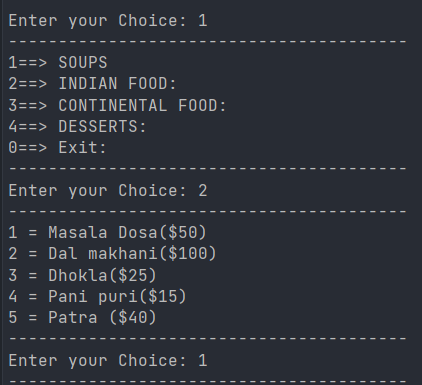 Enter your Choice: 1
----------------------------------------
1==> SOUPS
2==> INDIAN FOOD:
3==> CONTINENTAL FOOD:
4==> DESSERTS:
0==> Exit:
----------------------------------------
Enter your Choice: 2
----------------------------------------
1 = Masala Dosa($50)
2 = Dal makhani($100)
3 = Dhokla($25)
4 = Pani puri($15)
5 = Patra ($40)
----------------------------------------
Enter your Choice: 1
----------------------------------------